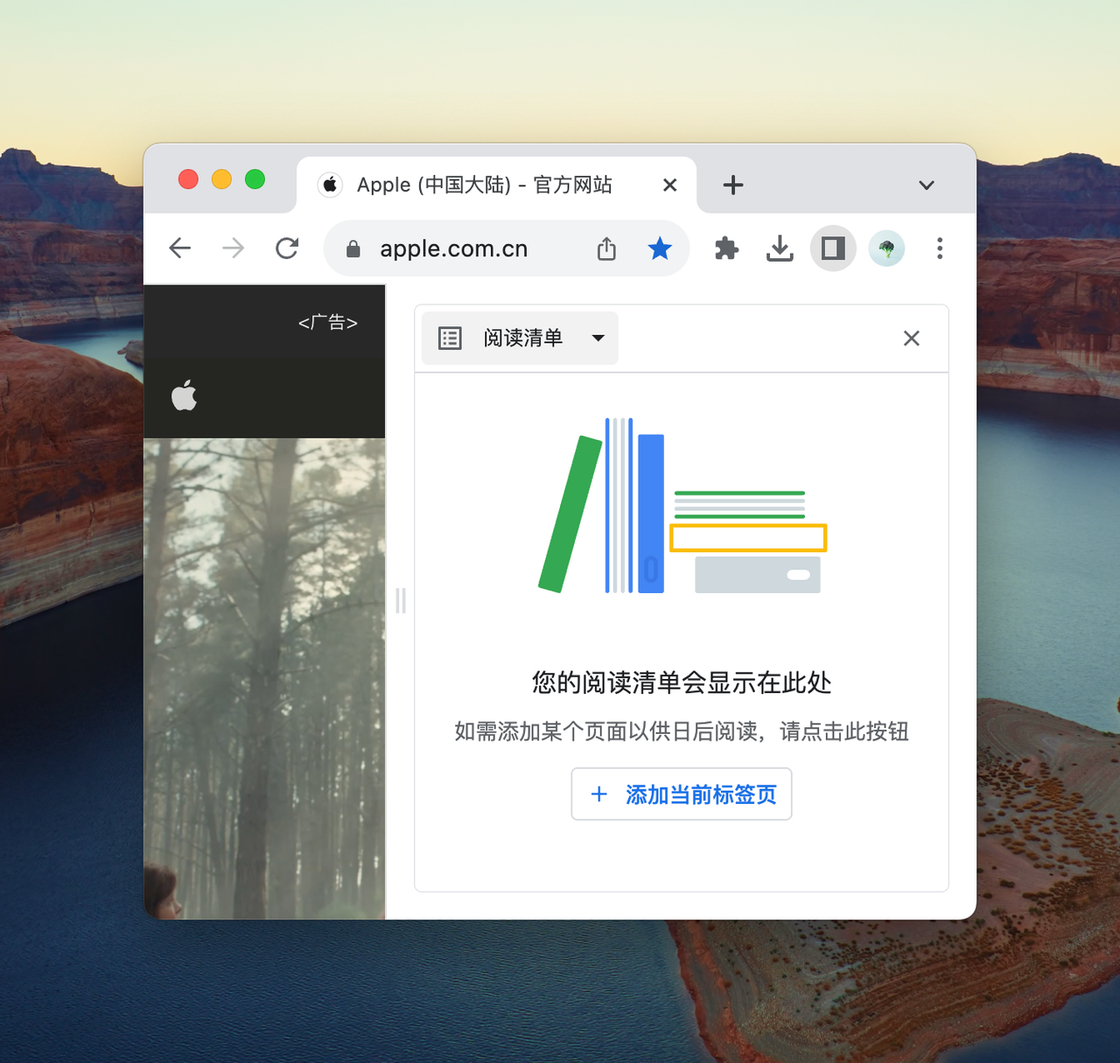 Apple (中国大陆) - 官方网站
apple.com.cn
<广告>
阅读清单
您的阅读清单会显示在此处
如需添加某个页面以供日后阅读，请点击此按钮
+ 添加当前标签页